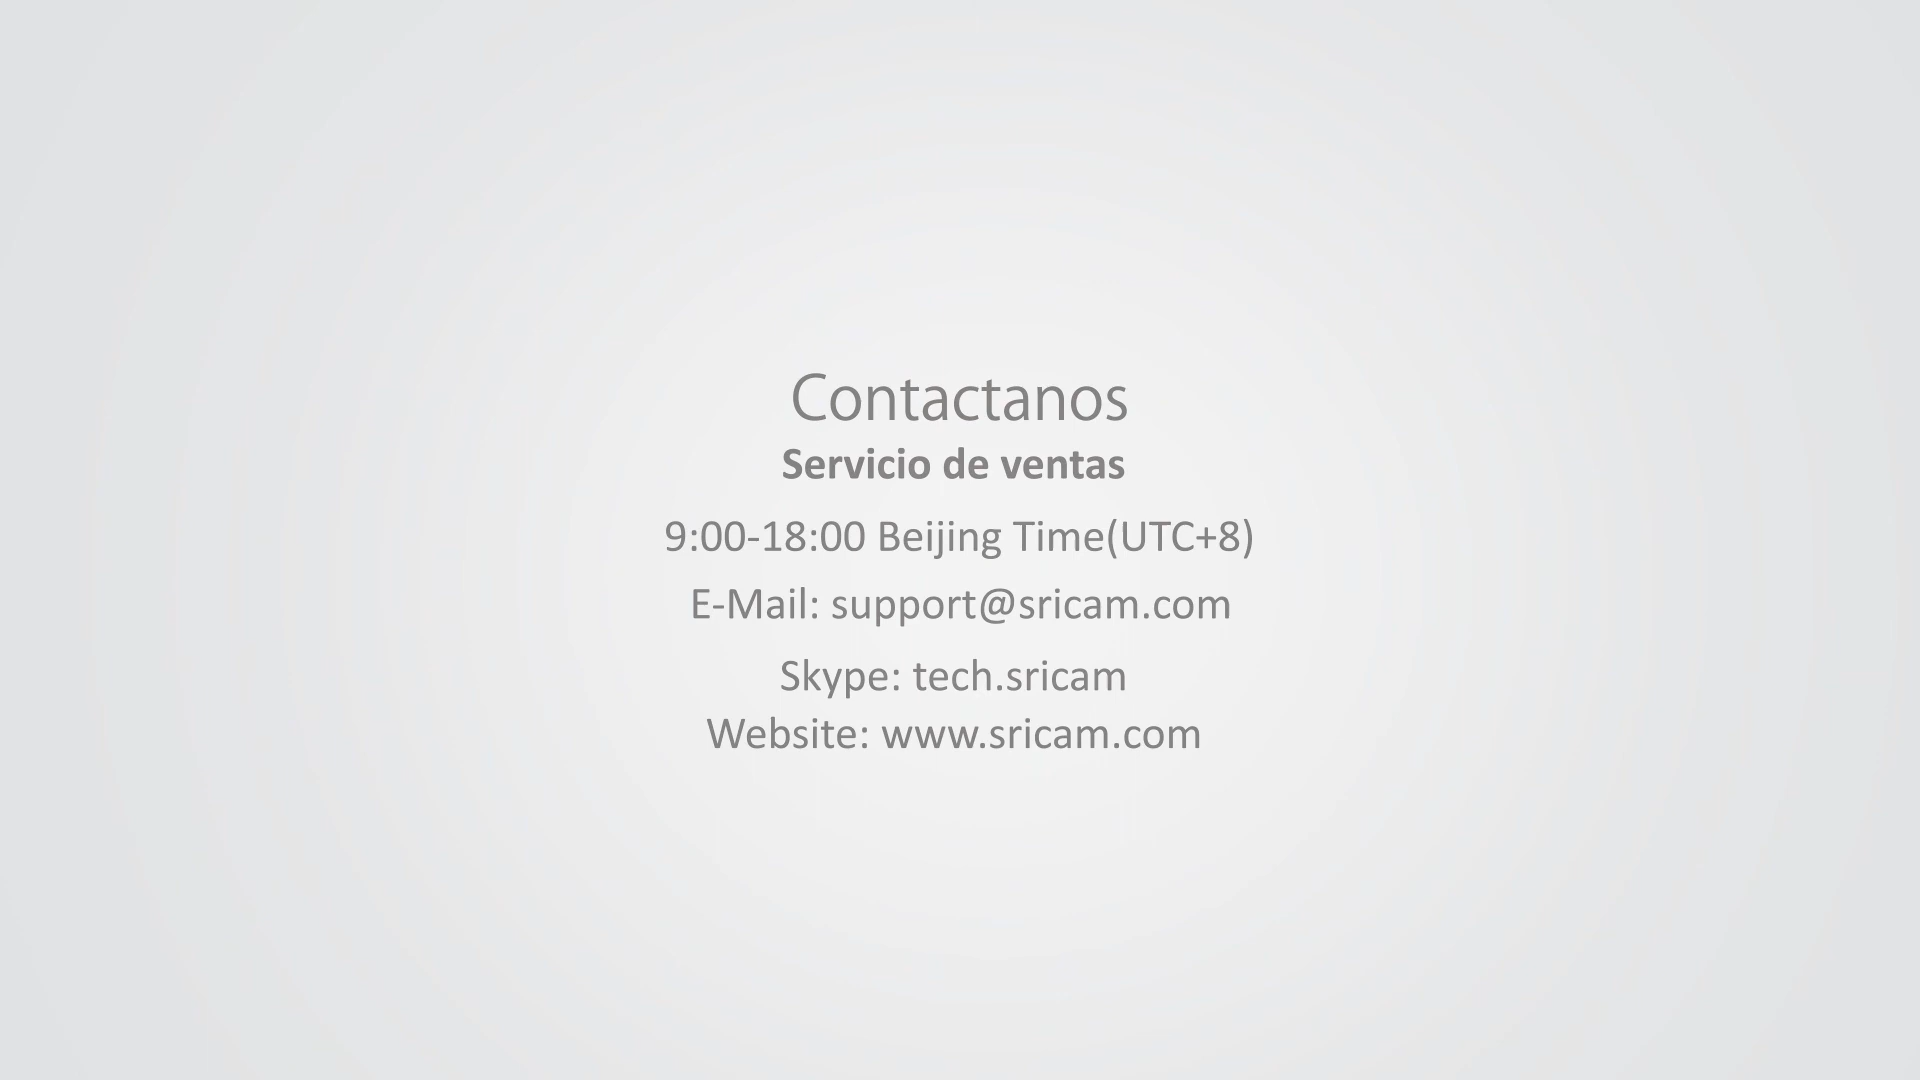 Contactanos
Servicio de ventas
9:00-18:00 Beijing Time(UTC+8)
E-Mail: support@sricam.com
Skype: tech.sricam
Website: www.sricam.com